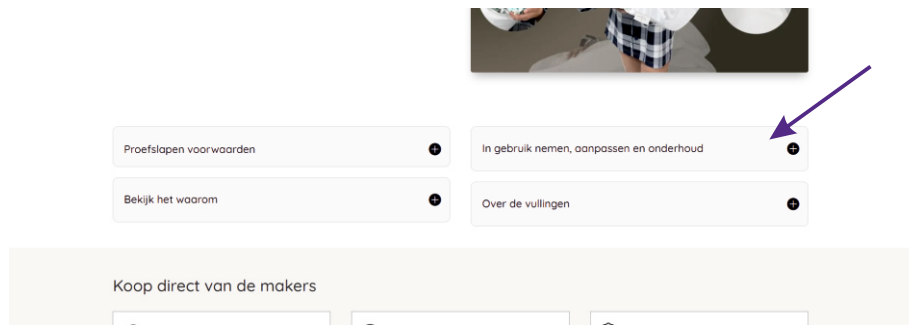 Proefslapen voorwaarden
In gebruik nemen, aanpassen en onderhoud
Bekijk het waarom
Over de vullingen
Koop direct van de makers